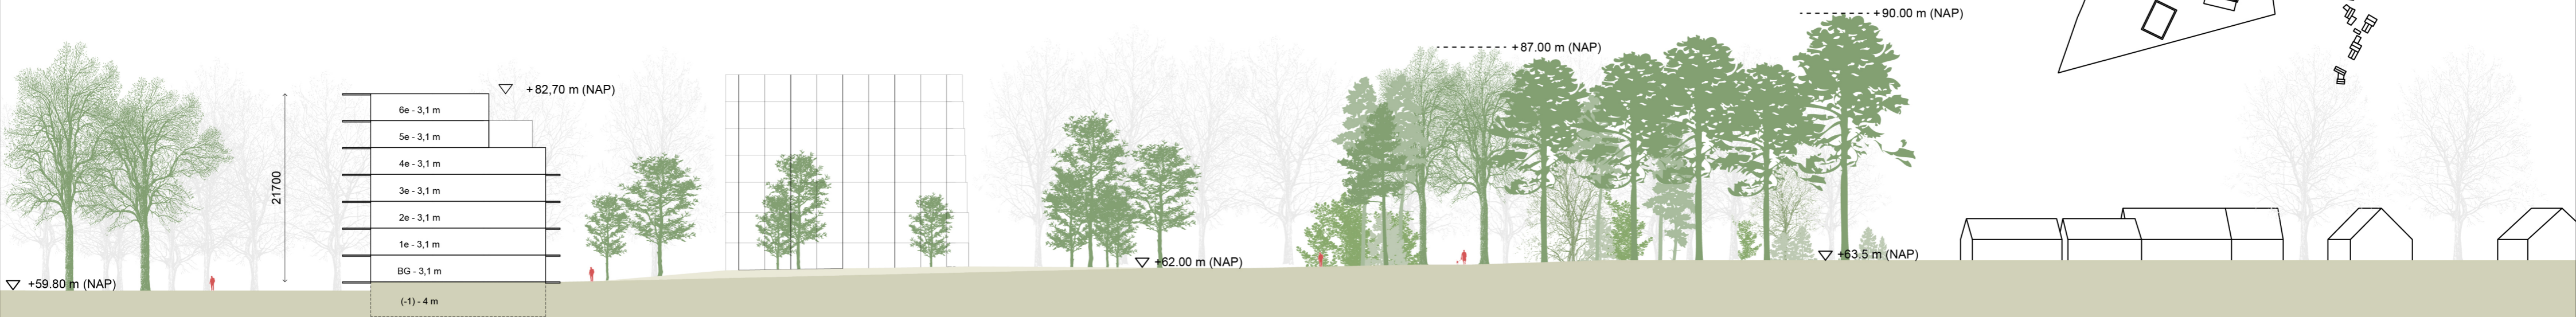 +90.00 m (NAP)
+87.00 m (NAP)
+82,70 m (NAP)
6e - 3,1 m
5e - 3,1 m
4e - 3,1 m
3e - 3,1 m
2e - 3,1 m
1e - 3,1 m
BG - 3,1 m
(-1) - 4 m
21700
+59.80 m (NAP)
+62.00 m (NAP)
+63.5 m (NAP)